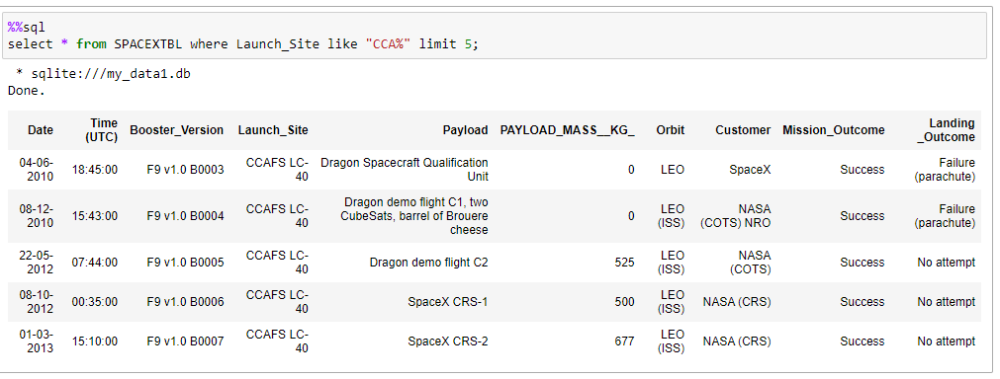 %%sql
select * from SPACEXTBL where Launch_Site like "CCA%" limit 5;
* sqlite:///my_data1.db
Done.
Date Time (UTC) Booster_Version Launch_Site Payload PAYLOAD_MASS__KG_ Orbit Customer Mission_Outcome Landing _Outcome
04-06-2010 18:45:00 F9 v1.0 B0003 CCAFS LC-40 Dragon Spacecraft Qualification Unit 0 LEO SpaceX Success Failure (parachute)
08-12-2010 15:43:00 F9 v1.0 B0004 CCAFS LC-40 Dragon demo flight C1, two CubeSats, barrel of Brouere cheese 0 LEO (ISS) NASA (COTS) NRO Success Failure (parachute)
22-05-2012 07:44:00 F9 v1.0 B0005 CCAFS LC-40 Dragon demo flight C2 525 LEO (ISS) NASA (COTS) Success No attempt
08-10-2012 00:35:00 F9 v1.0 B0006 CCAFS LC-40 SpaceX CRS-1 500 LEO (ISS) NASA (CRS) Success No attempt
01-03-2013 15:10:00 F9 v1.0 B0007 CCAFS LC-40 SpaceX CRS-2 677 LEO (ISS) NASA (CRS) Success No attempt